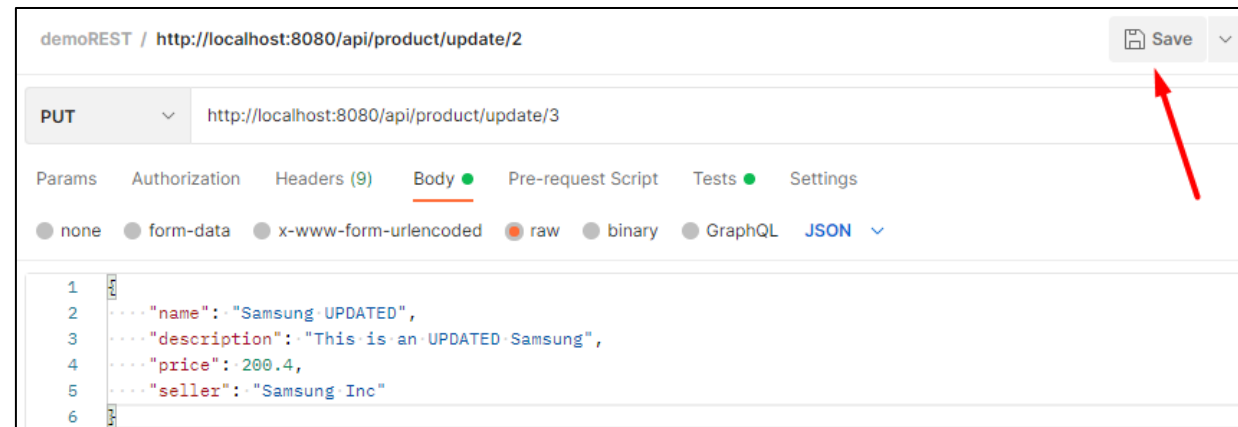 demoREST / http://localhost:8080/api/product/update/2 Save
PUT http://localhost:8080/api/product/update/3
Params Authorization Headers (9) Body Pre-request Script Tests Settings
none form-data x-www-form-urlencoded raw binary GraphQL JSON
1 {
2 "name": "Samsung UPDATED",
3 "description": "This is an UPDATED Samsung",
4 "price": 200.4,
5 "seller": "Samsung Inc"
6 }